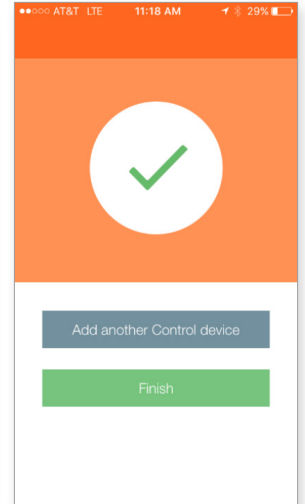 AT&T LTE 11:18 AM 29%
Add another Control device
Finish